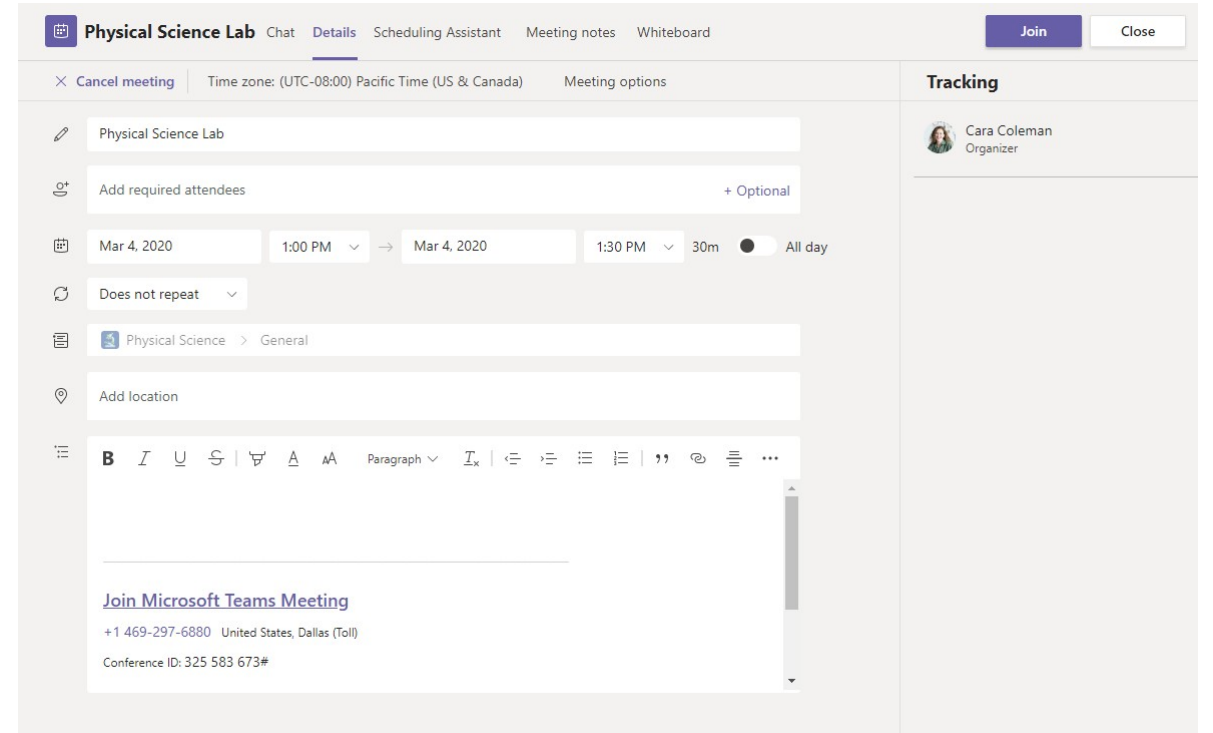 Physical Science Lab Chat Details Scheduling Assistant Meeting notes Whiteboard Join Close
Cancel meeting Time zone: (UTC-08:00) Pacific Time (US & Canada) Meeting options
Tracking
Physical Science Lab
Cara Coleman
Organizer
Add required attendees + Optional
Mar 4, 2020 1:00 PM → Mar 4, 2020 1:30 PM 30m All day
Does not repeat
Physical Science > General
Add location
B I U S A AA Paragraph Tx
Join Microsoft Teams Meeting
+1 469-297-6880 United States, Dallas (Toll)
Conference ID: 325 583 673#